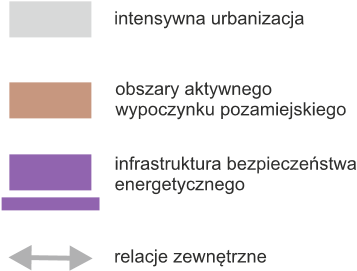 intensywna urbanizacja
obszary aktywnego
wypoczynku pozamiejskiego
infrastruktura bezpieczeństwa
energetycznego
relacje zewnętrzne